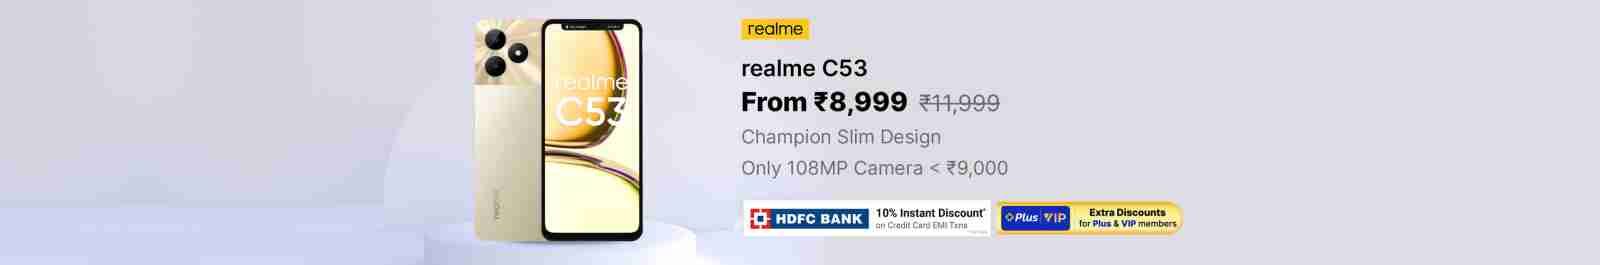 realme
realme C53
From ₹8,999 ₹11,999
Champion Slim Design
Only 108MP Camera < ₹9,000
realme
C53
realme
HDFC BANK
10% Instant Discount*
on Credit Card EMI Txns
Plus VIP
Extra Discounts
for Plus & VIP members